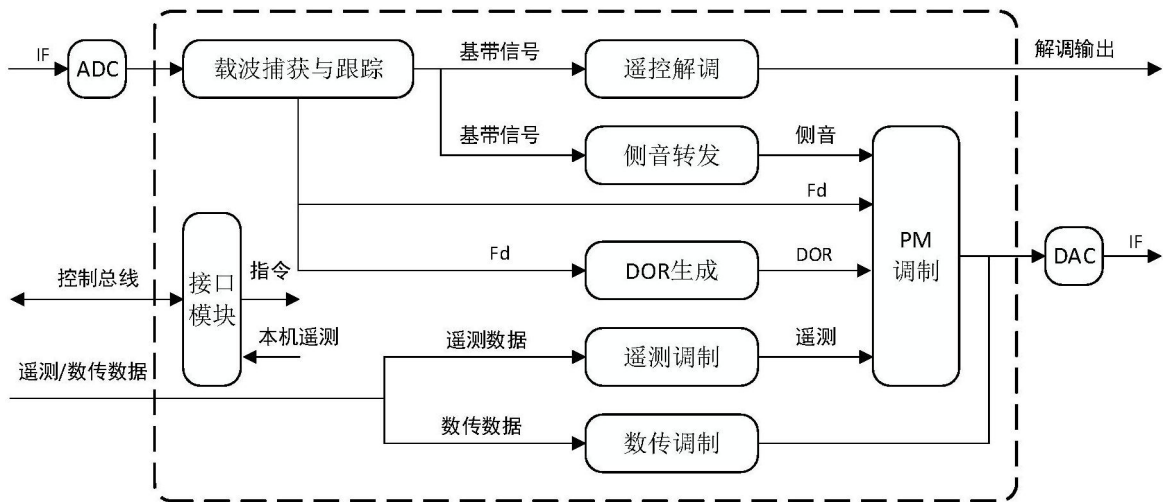 IF
ADC
载波捕获与跟踪
基带信号
遥控解调
解调输出
基带信号
侧音转发
侧音
Fd
Fd
DOR生成
DOR
PM
调制
DAC
IF
控制总线
接口
模块
指令
本机遥测
遥测/数传数据
遥测数据
遥测调制
遥测
数传数据
数传调制